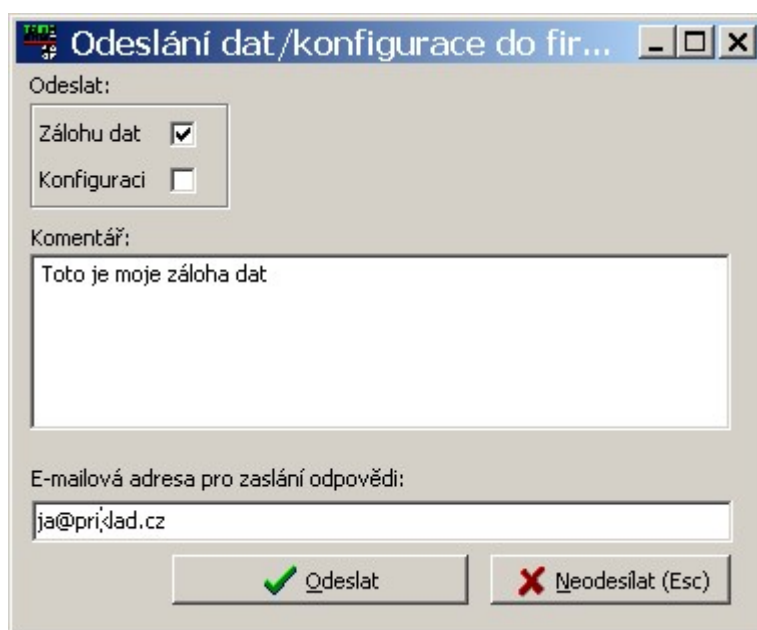 Odeslání dat/konfigurace do fir...
Odeslat:
Zálohu dat
Konfiguraci
Komentář:
Toto je moje záloha dat
E-mailová adresa pro zaslání odpovědi:
ja@priklad.cz
Odeslat
Neodesílat (Esc)